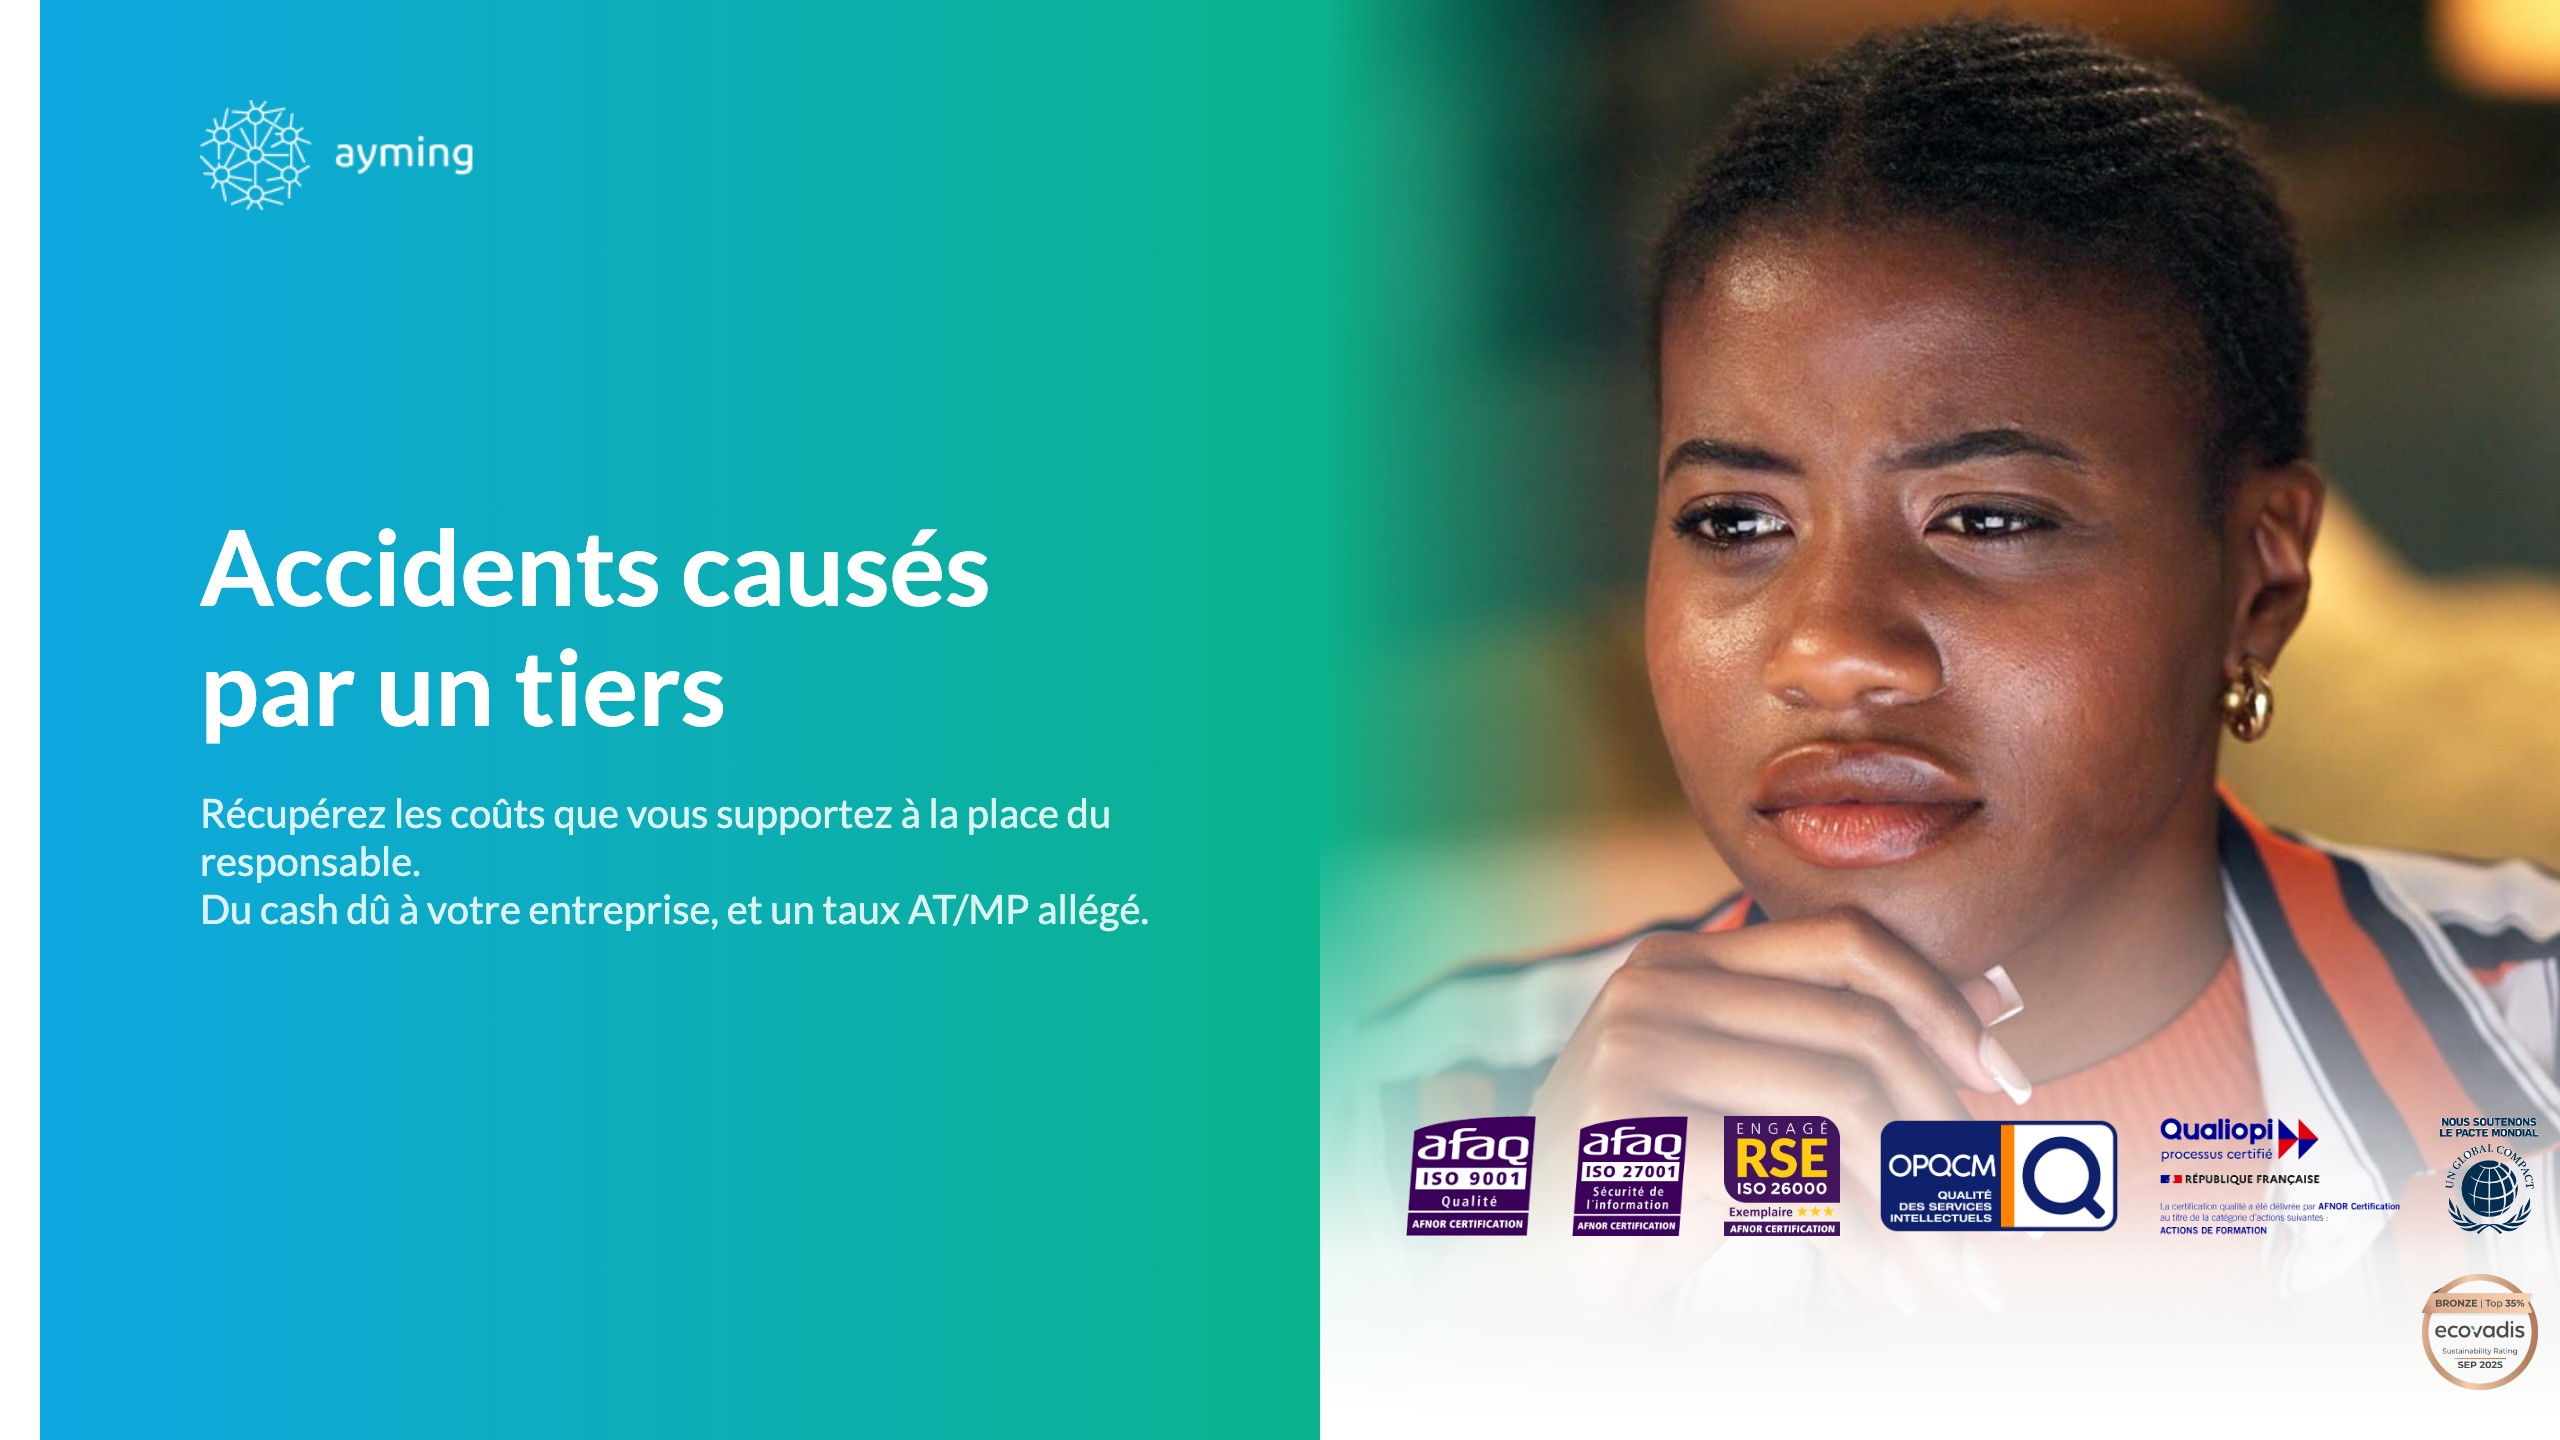 ayming
Accidents causés
par un tiers
Récupérez les coûts que vous supportez à la place du
responsable.
Du cash dû à votre entreprise, et un taux AT/MP allégé.
afaq
ISO 9001
Qualité
AFNOR CERTIFICATION
afaq
ISO 27001
Sécurité de
l'information
AFNOR CERTIFICATION
ENGAGÉ
RSE
ISO 26000
Exemplaire
AFNOR CERTIFICATION
OPQCM
QUALITÉ
DES SERVICES
INTELLECTUELS
Qualiopi
processus certifié
RÉPUBLIQUE FRANÇAISE
La certification qualité a été délivrée par AFNOR Certification
au titre de la catégorie d'actions suivantes :
ACTIONS DE FORMATION
NOUS SOUTENONS
LE PACTE MONDIAL
UN GLOBAL COMPACT
BRONZE | Top 35%
ecovadis
Sustainability Rating
SEP 2025